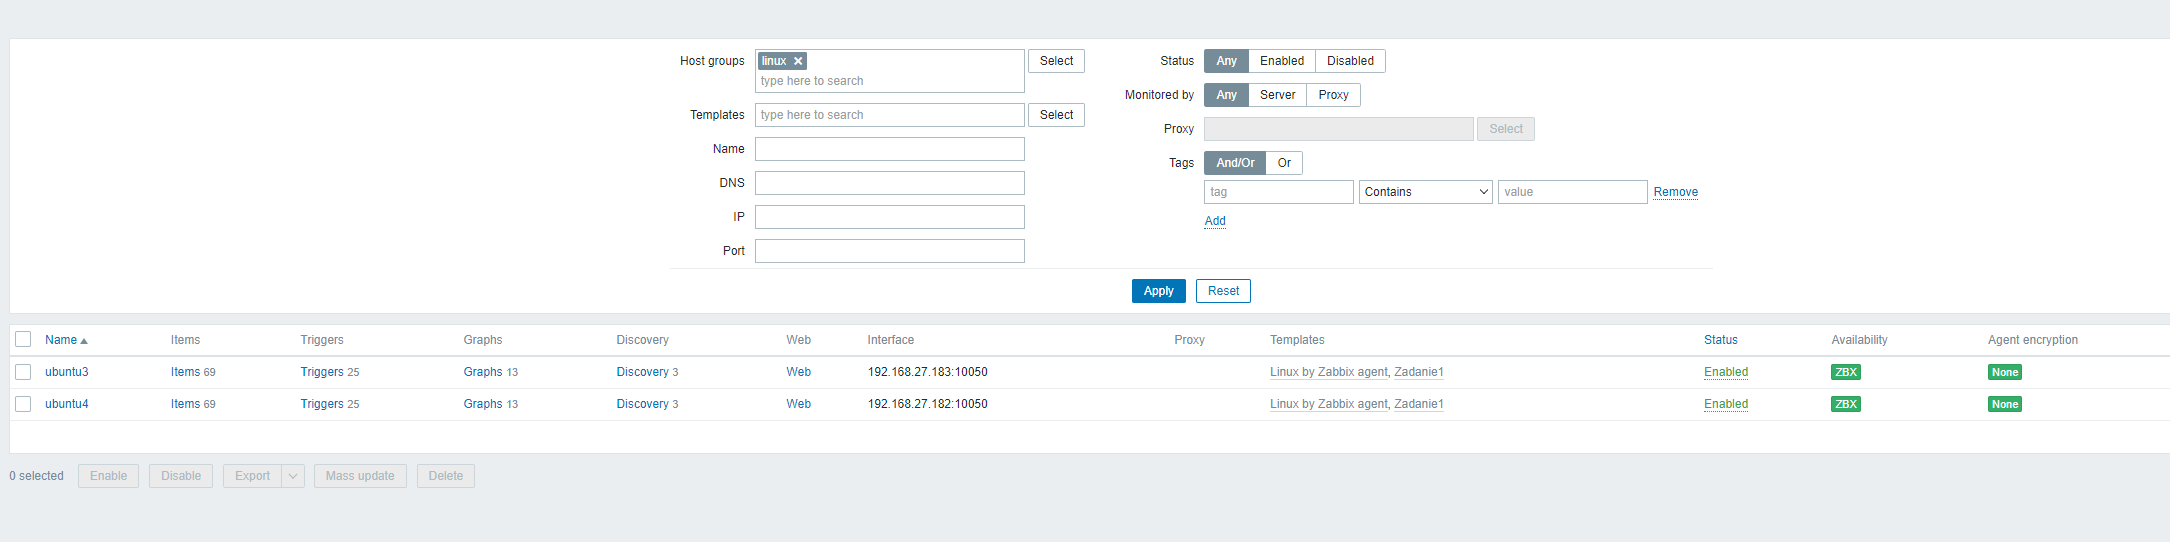 Host groups linux type here to search Select
Templates type here to search Select
Name
DNS
IP
Port
Status Any Enabled Disabled
Monitored by Any Server Proxy
Proxy Select
Tags And/Or Or
tag Contains value Remove
Add
Apply Reset
Name Items Triggers Graphs Discovery Web Interface Proxy Templates Status Availability Agent encryption
ubuntu3 Items 69 Triggers 25 Graphs 13 Discovery 3 Web 192.168.27.183:10050 Linux by Zabbix agent, Zadanie1 Enabled ZBX None
ubuntu4 Items 69 Triggers 25 Graphs 13 Discovery 3 Web 192.168.27.182:10050 Linux by Zabbix agent, Zadanie1 Enabled ZBX None
0 selected Enable Disable Export Mass update Delete